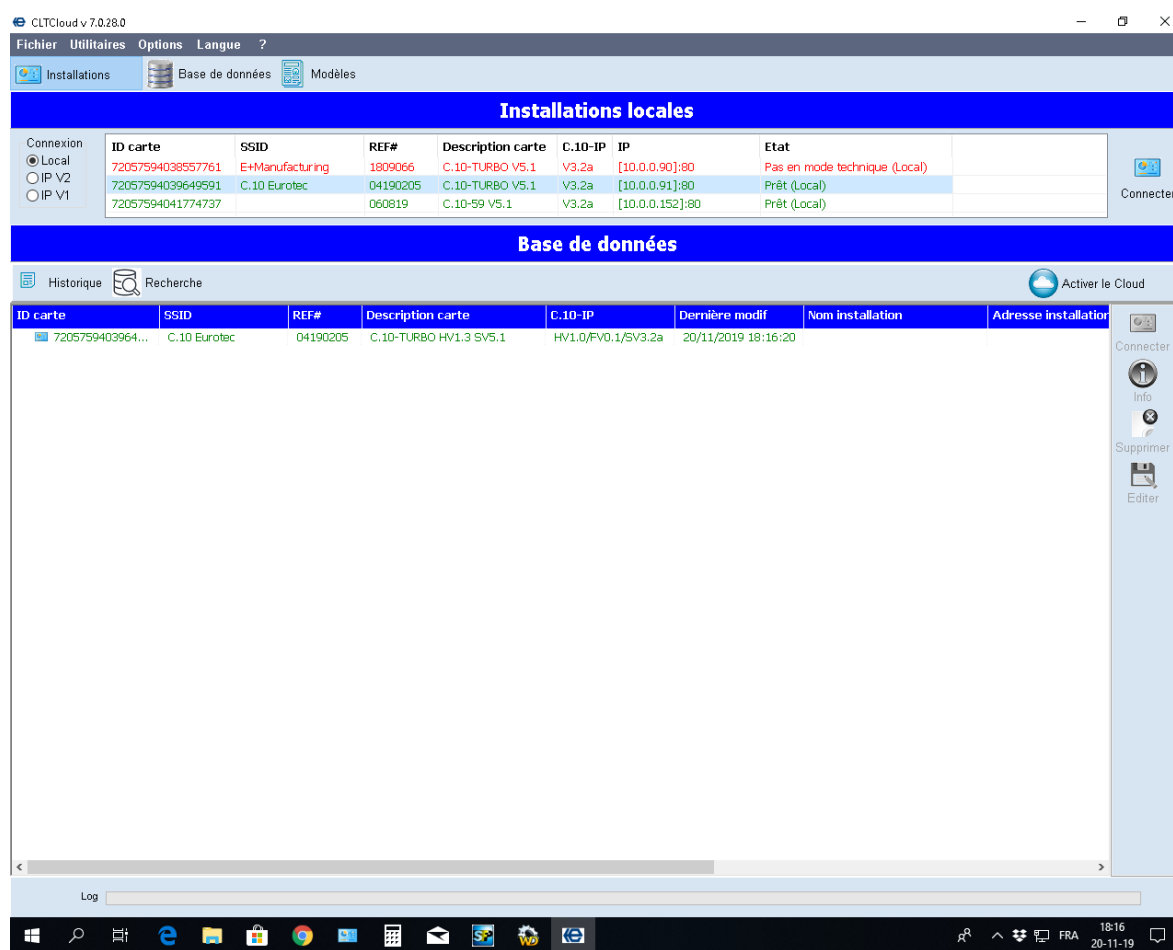 CLTCloud v 7.0.28.0
Fichier Utilitaires Options Langue ?
Installations Base de données Modèles
Installations locales
Connexion
Local
IP V2
IP V1
ID carte SSID REF# Description carte C.10-IP IP Etat
72057594038557761 E+Manufacturing 1809066 C.10-TURBO V5.1 V3.2a [10.0.0.90]:80 Pas en mode technique (Local)
72057594039649591 C.10 Eurotec 04190205 C.10-TURBO V5.1 V3.2a [10.0.0.91]:80 Prêt (Local)
72057594041774737 060819 C.10-59 V5.1 V3.2a [10.0.0.152]:80 Prêt (Local)
Connecter
Base de données
Historique Recherche Activer le Cloud
ID carte SSID REF# Description carte C.10-IP Dernière modif Nom installation Adresse installation
7205759403964... C.10 Eurotec 04190205 C.10-TURBO HV1.3 SV5.1 HV1.0/FV0.1/SV3.2a 20/11/2019 18:16:20
Connecter
Info
Supprimer
Editer
Log
FRA 18:16
20-11-19